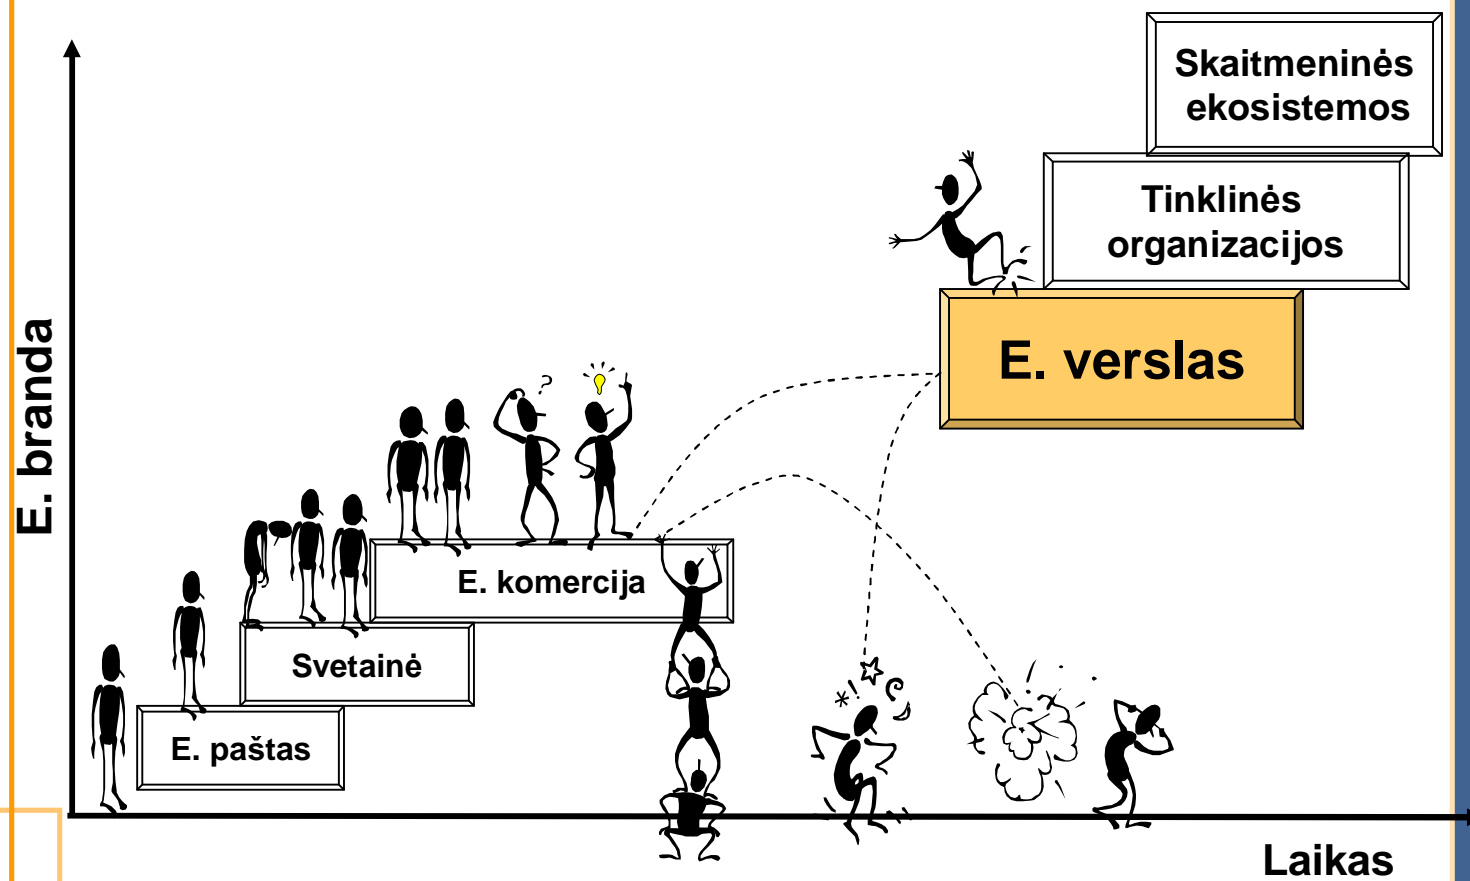 Skaitmeninės
ekosistemos
Tinklinės
organizacijos
E. verslas
E. branda
?
E. komercija
Svetainė
*!
E. paštas
Laikas